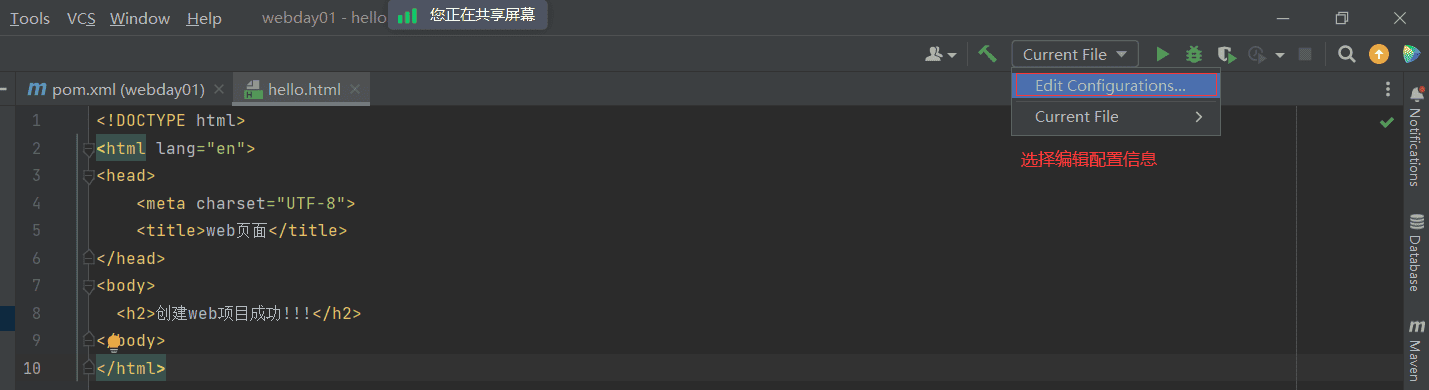 Tools VCS Window Help webday01 - hello 您正在共享屏幕
Current File
pom.xml (webday01) hello.html
Edit Configurations...
Current File
选择编辑配置信息
1 <!DOCTYPE html>
2 <html lang="en">
3 <head>
4 <meta charset="UTF-8">
5 <title>web页面</title>
6 </head>
7 <body>
8 <h2>创建web项目成功!!!</h2>
9 </body>
10 </html>
Notifications
Database
Maven